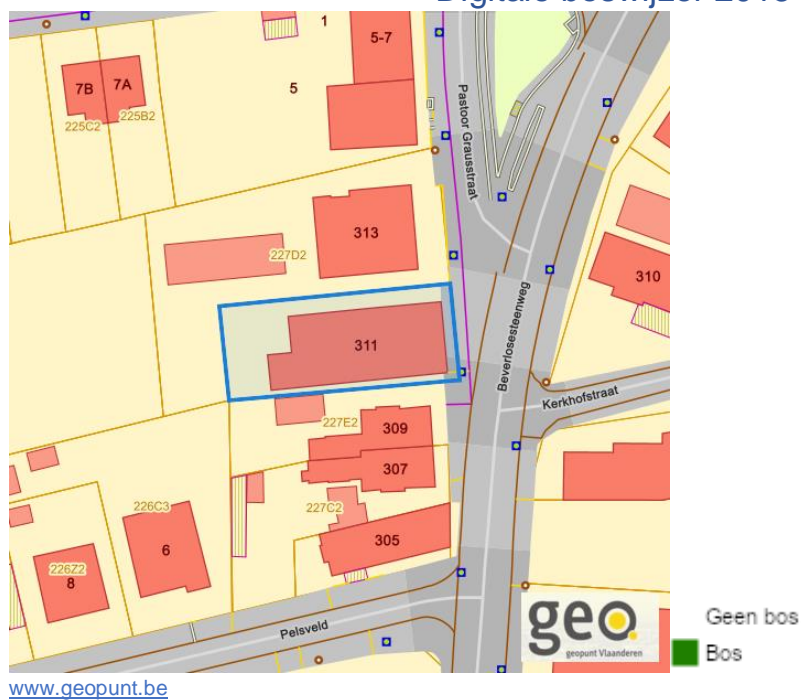 1
5-7
7B
7A
5
225C2
225B2
Pastoor Grausstraat
313
227D2
310
311
Beverlosesteenweg
Kerkhofstraat
309
227E2
307
226C3
227C2
305
6
226Z2
8
Pelsveld
geo
geopunt Vlaanderen
Geen bos
Bos
www.geopunt.be